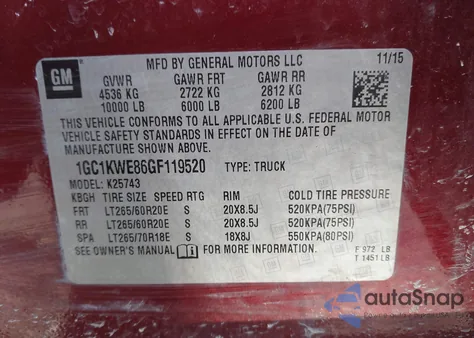 GM
MFD BY GENERAL MOTORS LLC 11/15
GVWR GAWR FRT GAWR RR
4536 KG 2722 KG 2812 KG
10000 LB 6000 LB 6200 LB
THIS VEHICLE CONFORMS TO ALL APPLICABLE U.S. FEDERAL MOTOR
VEHICLE SAFETY STANDARDS IN EFFECT ON THE DATE OF
MANUFACTURE SHOWN ABOVE.
1GC1KWE86GF119520 TYPE: TRUCK
MODEL: K25743
KBGH TIRE SIZE SPEED RTG RIM COLD TIRE PRESSURE
FRT LT265/60R20E S 20X8.5J 520KPA(75PSI)
RR LT265/60R20E S 20X8.5J 520KPA(75PSI)
SPA LT265/70R18E S 18X8J 550KPA(80PSI)
SEE OWNER'S MANUAL FOR MORE INFORMATION.
F 972 LB
T 1451 LB
autoSnap